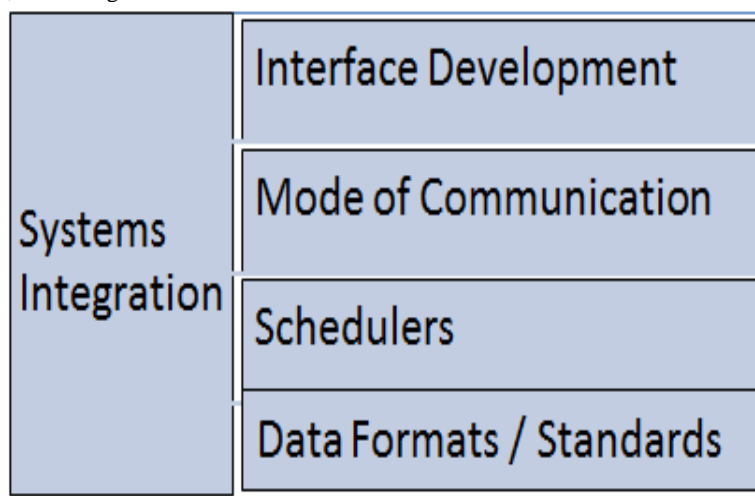 Systems
Integration
Interface Development
Mode of Communication
Schedulers
Data Formats / Standards